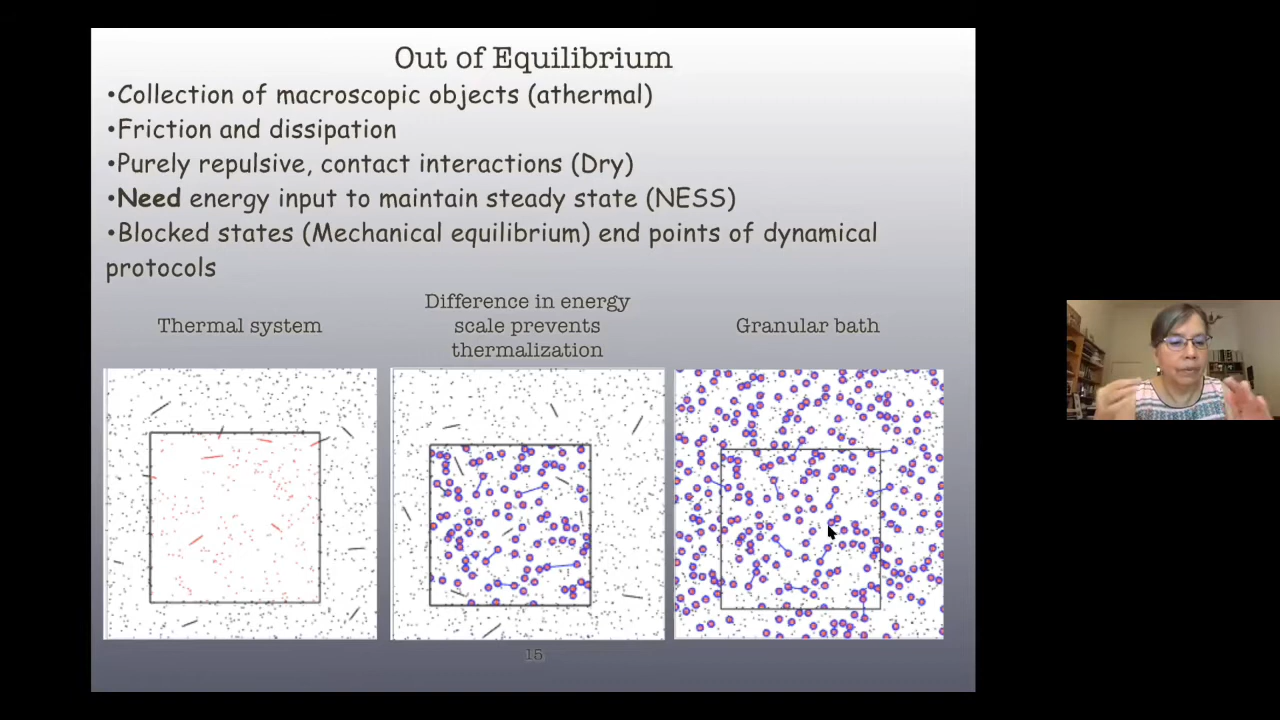 Out of Equilibrium
•Collection of macroscopic objects (athermal)
•Friction and dissipation
•Purely repulsive, contact interactions (Dry)
•Need energy input to maintain steady state (NESS)
•Blocked states (Mechanical equilibrium) end points of dynamical
protocols
Thermal system
Difference in energy
scale prevents
thermalization
Granular bath
15